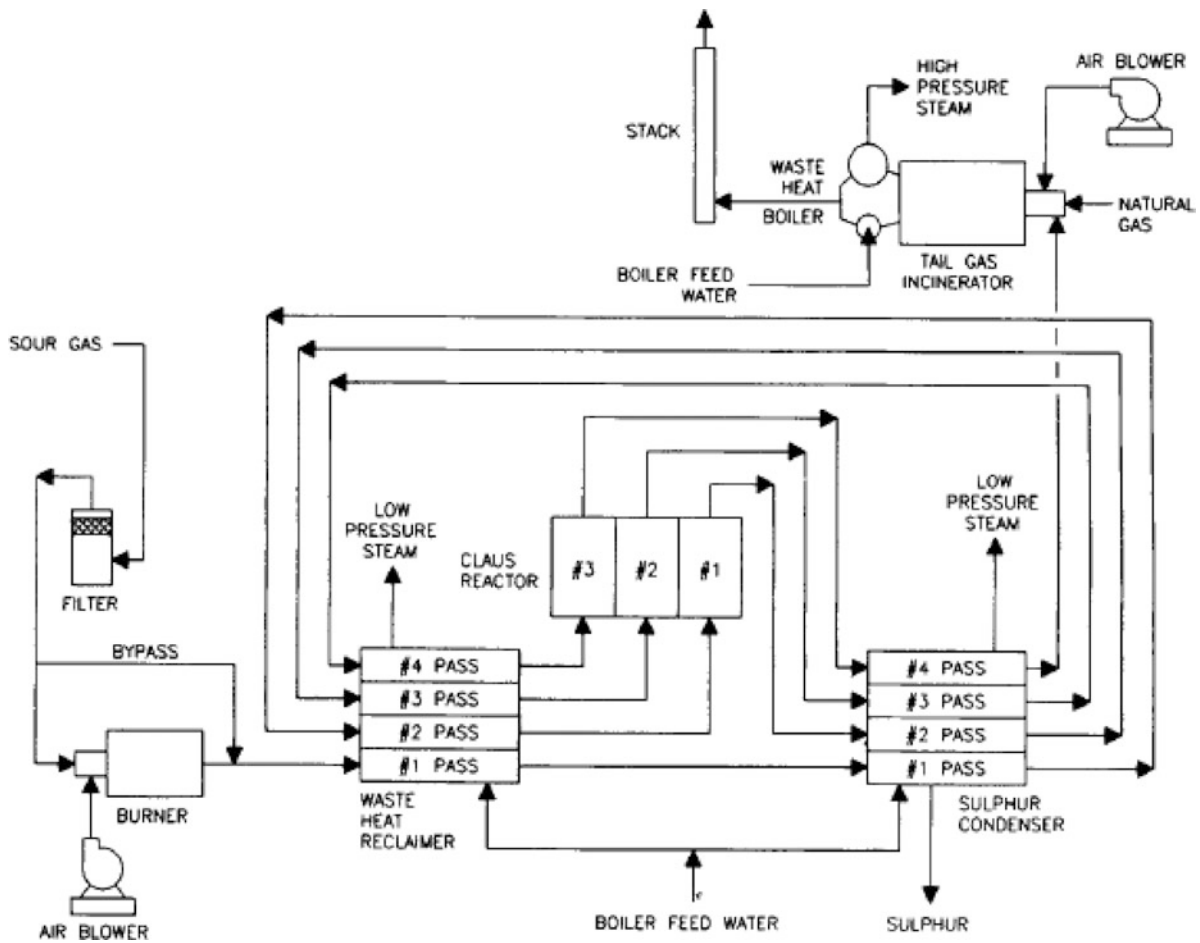 HIGH
PRESSURE
STEAM
AIR BLOWER
STACK
WASTE
HEAT
BOILER
NATURAL
GAS
TAIL GAS
INCINERATOR
BOILER FEED
WATER
SOUR GAS
FILTER
LOW
PRESSURE
STEAM
CLAUS
REACTOR
#3
#2
#1
LOW
PRESSURE
STEAM
BYPASS
#4 PASS
#3 PASS
#2 PASS
#1 PASS
#4 PASS
#3 PASS
#2 PASS
#1 PASS
BURNER
WASTE
HEAT
RECLAIMER
SULPHUR
CONDENSER
AIR BLOWER
BOILER FEED WATER
SULPHUR